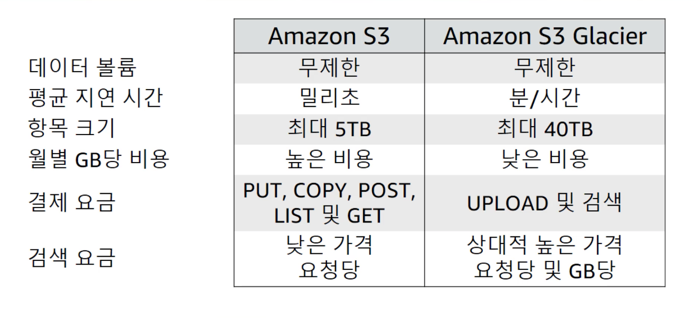 Amazon S3 Amazon S3 Glacier
데이터 볼륨 무제한 무제한
평균 지연 시간 밀리초 분/시간
항목 크기 최대 5TB 최대 40TB
월별 GB당 비용 높은 비용 낮은 비용
결제 요금 PUT, COPY, POST,
LIST 및 GET UPLOAD 및 검색
검색 요금 낮은 가격
요청당 상대적 높은 가격
요청당 및 GB당